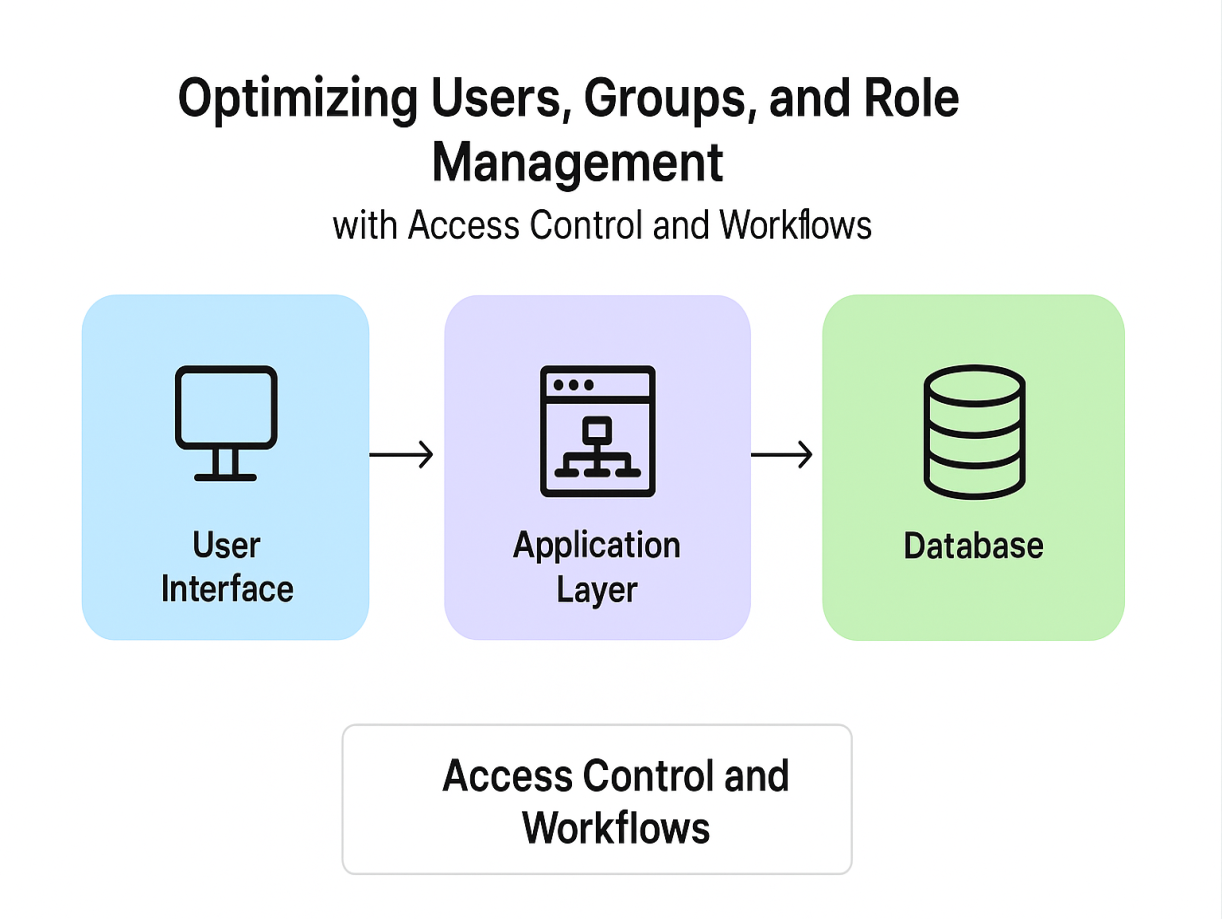 Optimizing Users, Groups, and Role
Management
with Access Control and Workflows
User
Interface
Application
Layer
Database
Access Control and
Workflows